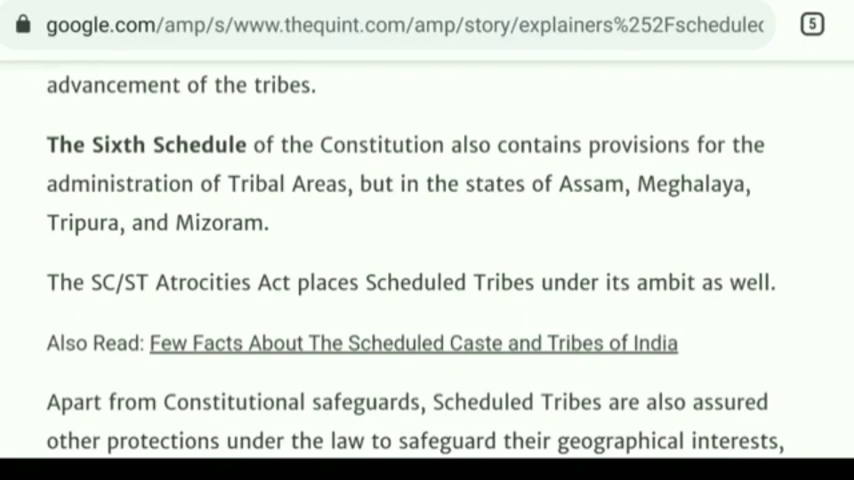 google.com/amp/s/www.thequint.com/amp/story/explainers%252Fscheduled
5
advancement of the tribes.
The Sixth Schedule of the Constitution also contains provisions for the
administration of Tribal Areas, but in the states of Assam, Meghalaya,
Tripura, and Mizoram.
The SC/ST Atrocities Act places Scheduled Tribes under its ambit as well.
Also Read: Few Facts About The Scheduled Caste and Tribes of India
Apart from Constitutional safeguards, Scheduled Tribes are also assured
other protections under the law to safeguard their geographical interests,